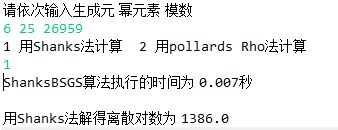 请依次输入生成元 幂元素 模数
6 25 26959
1 用Shanks法计算  2 用pollards Rho法计算
1
ShanksBSGS算法执行的时间为 0.007秒
用Shanks法解得离散对数为 1386.0